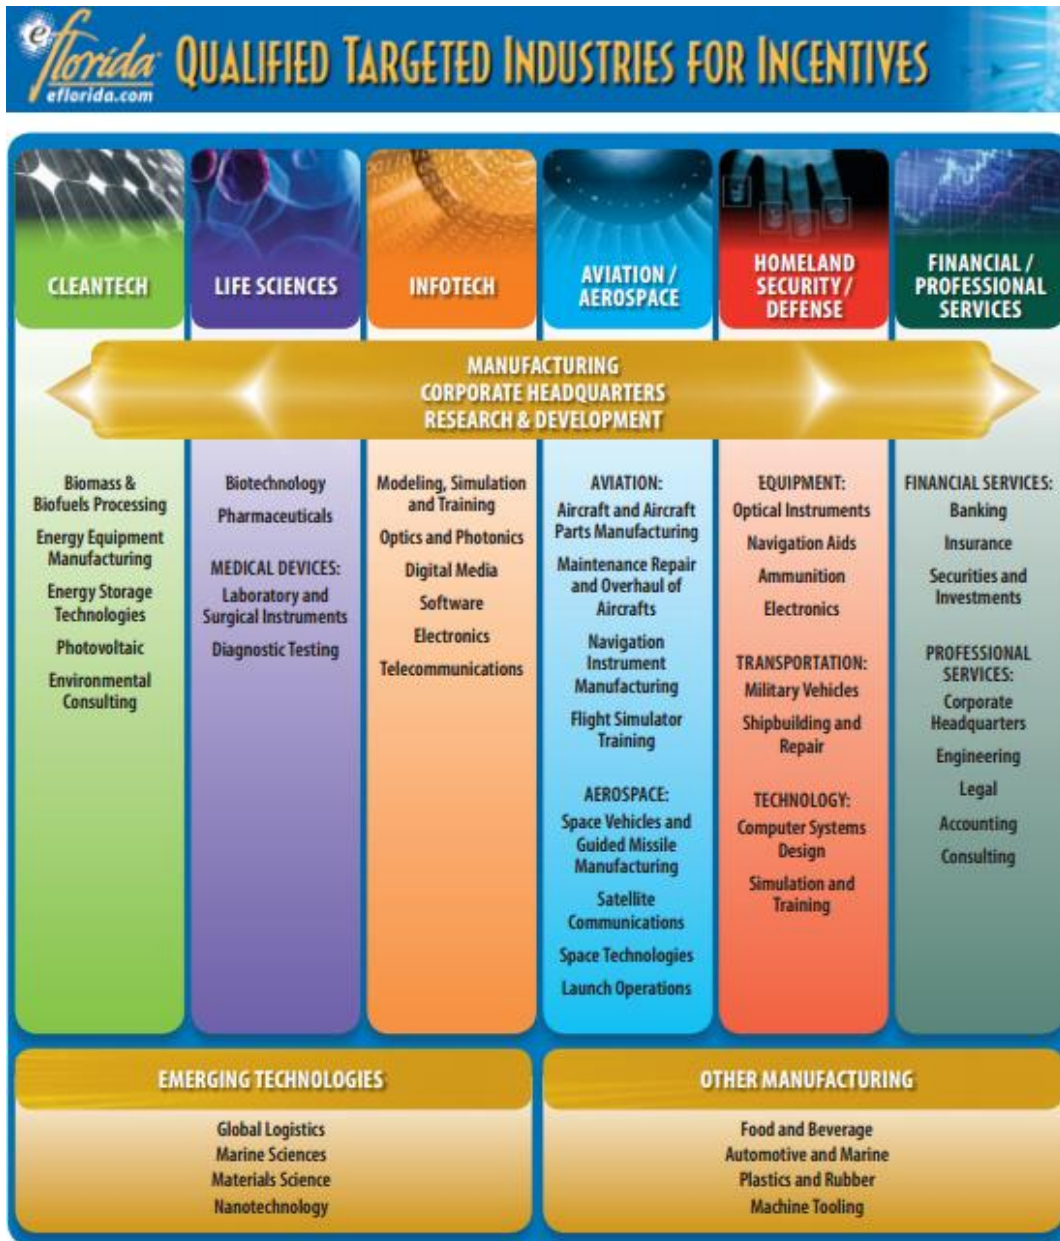 eflorida
eflorida.com
QUALIFIED TARGETED INDUSTRIES FOR INCENTIVES
CLEANTECH
LIFE SCIENCES
INFOTECH
AVIATION /
AEROSPACE
HOMELAND
SECURITY /
DEFENSE
FINANCIAL /
PROFESSIONAL
SERVICES
MANUFACTURING
CORPORATE HEADQUARTERS
RESEARCH & DEVELOPMENT
Biomass &
Biofuels Processing
Energy Equipment
Manufacturing
Energy Storage
Technologies
Photovoltaic
Environmental
Consulting
Biotechnology
Pharmaceuticals
MEDICAL DEVICES:
Laboratory and
Surgical Instruments
Diagnostic Testing
Modeling, Simulation
and Training
Optics and Photonics
Digital Media
Software
Electronics
Telecommunications
AVIATION:
Aircraft and Aircraft
Parts Manufacturing
Maintenance Repair
and Overhaul of
Aircrafts
Navigation
Instrument
Manufacturing
Flight Simulator
Training
AEROSPACE:
Space Vehicles and
Guided Missile
Manufacturing
Satellite
Communications
Space Technologies
Launch Operations
EQUIPMENT:
Optical Instruments
Navigation Aids
Ammunition
Electronics
TRANSPORTATION:
Military Vehicles
Shipbuilding and
Repair
TECHNOLOGY:
Computer Systems
Design
Simulation and
Training
FINANCIAL SERVICES:
Banking
Insurance
Securities and
Investments
PROFESSIONAL
SERVICES:
Corporate
Headquarters
Engineering
Legal
Accounting
Consulting
EMERGING TECHNOLOGIES
Global Logistics
Marine Sciences
Materials Science
Nanotechnology
OTHER MANUFACTURING
Food and Beverage
Automotive and Marine
Plastics and Rubber
Machine Tooling